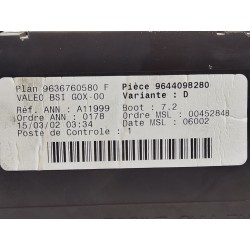 Plan 9636760580 F Pièce 9644098280
VALEO BSI GOX-00 Variante : D
Réf. ANN : A11999 Boot : 7.2
Ordre ANN : 0178 Ordre MSL : 00452848
15/03/02 03:34 Date MSL : 06002
Poste de Controle : 1